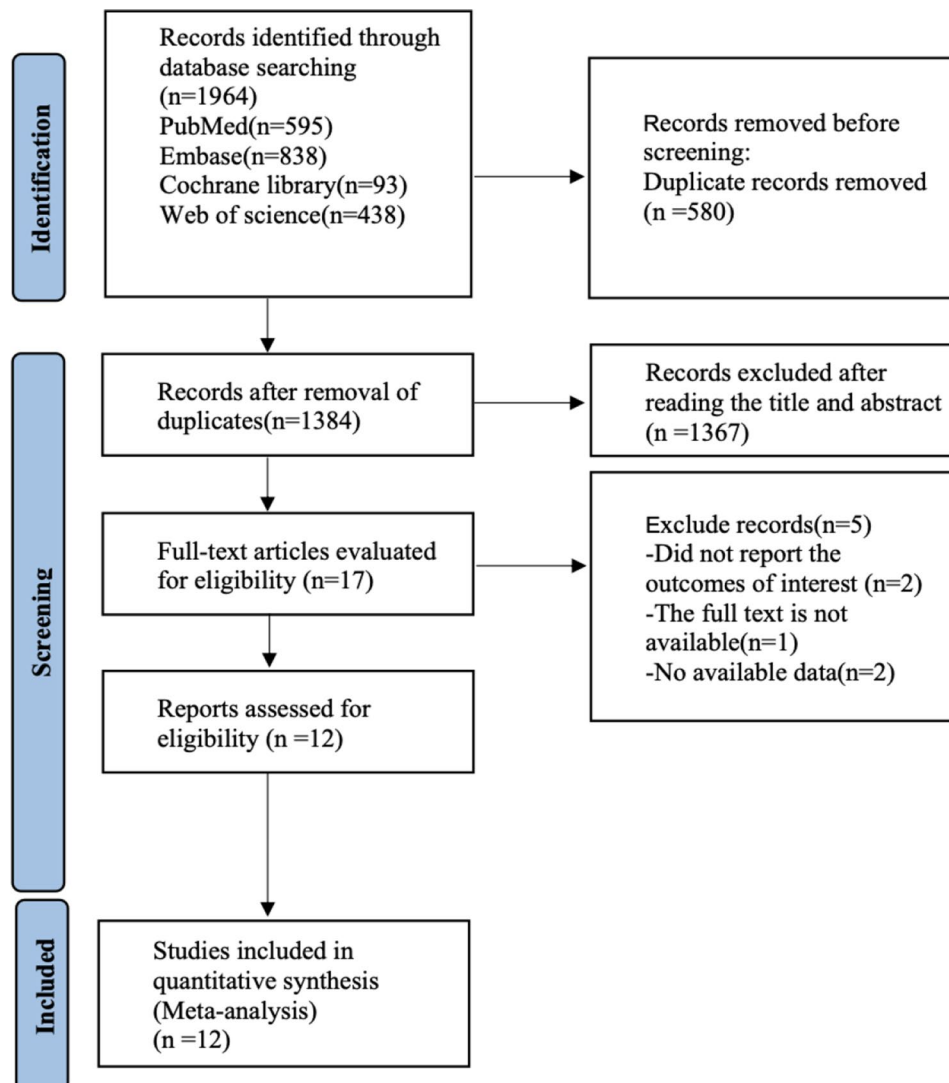 Identification
Records identified through
database searching
(n=1964)
PubMed(n=595)
Embase(n=838)
Cochrane library(n=93)
Web of science(n=438)
Records removed before
screening:
Duplicate records removed
(n =580)
Screening
Records after removal of
duplicates(n=1384)
Records excluded after
reading the title and abstract
(n =1367)
Full-text articles evaluated
for eligibility (n=17)
Exclude records(n=5)
-Did not report the
outcomes of interest (n=2)
-The full text is not
available(n=1)
-No available data(n=2)
Reports assessed for
eligibility (n =12)
Included
Studies included in
quantitative synthesis
(Meta-analysis)
(n =12)